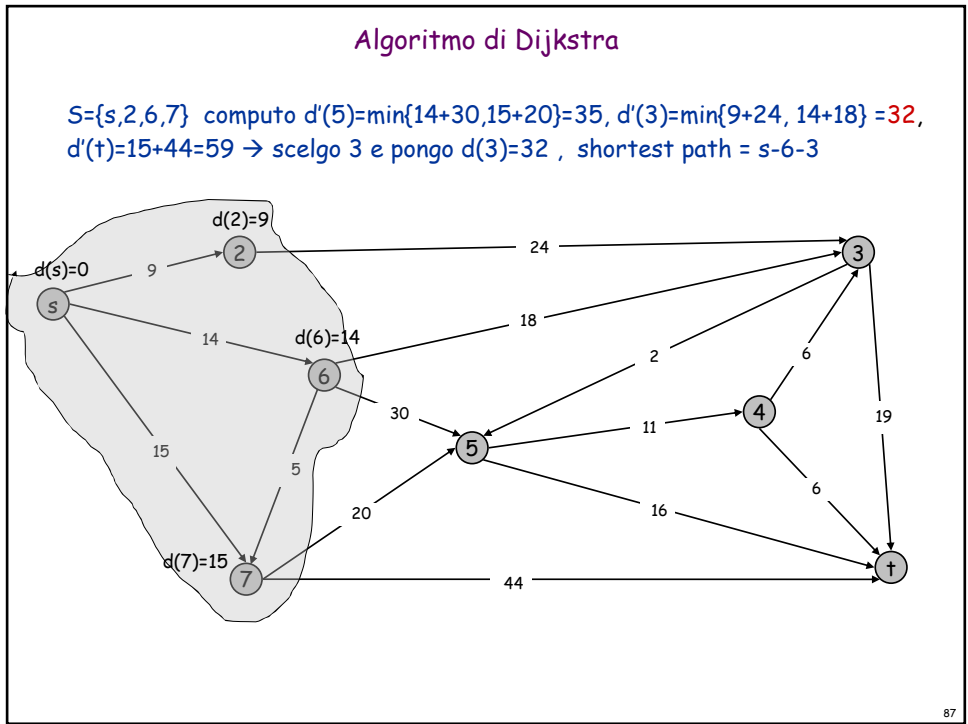 Algoritmo di Dijkstra
S={s,2,6,7} computo d’(5)=min{14+30,15+20}=35, d’(3)=min{9+24, 14+18} =32,
d’(t)=15+44=59 → scelgo 3 e pongo d(3)=32 , shortest path = s-6-3
d(2)=9
2
24
3
d(s)=0
9
s
18
14
d(6)=14
2
6
6
30
4
19
11
5
15
5
6
20
16
d(7)=15
t
7
44
87